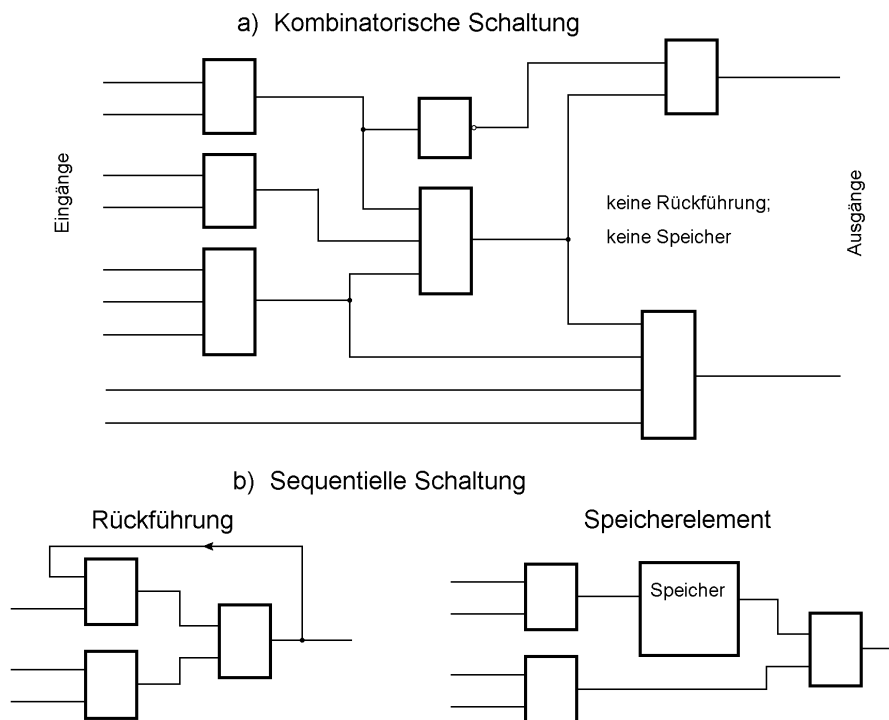 a) Kombinatorische Schaltung
Eingänge
keine Rückführung;
keine Speicher
Ausgänge
b) Sequentielle Schaltung
Rückführung
Speicherelement
Speicher